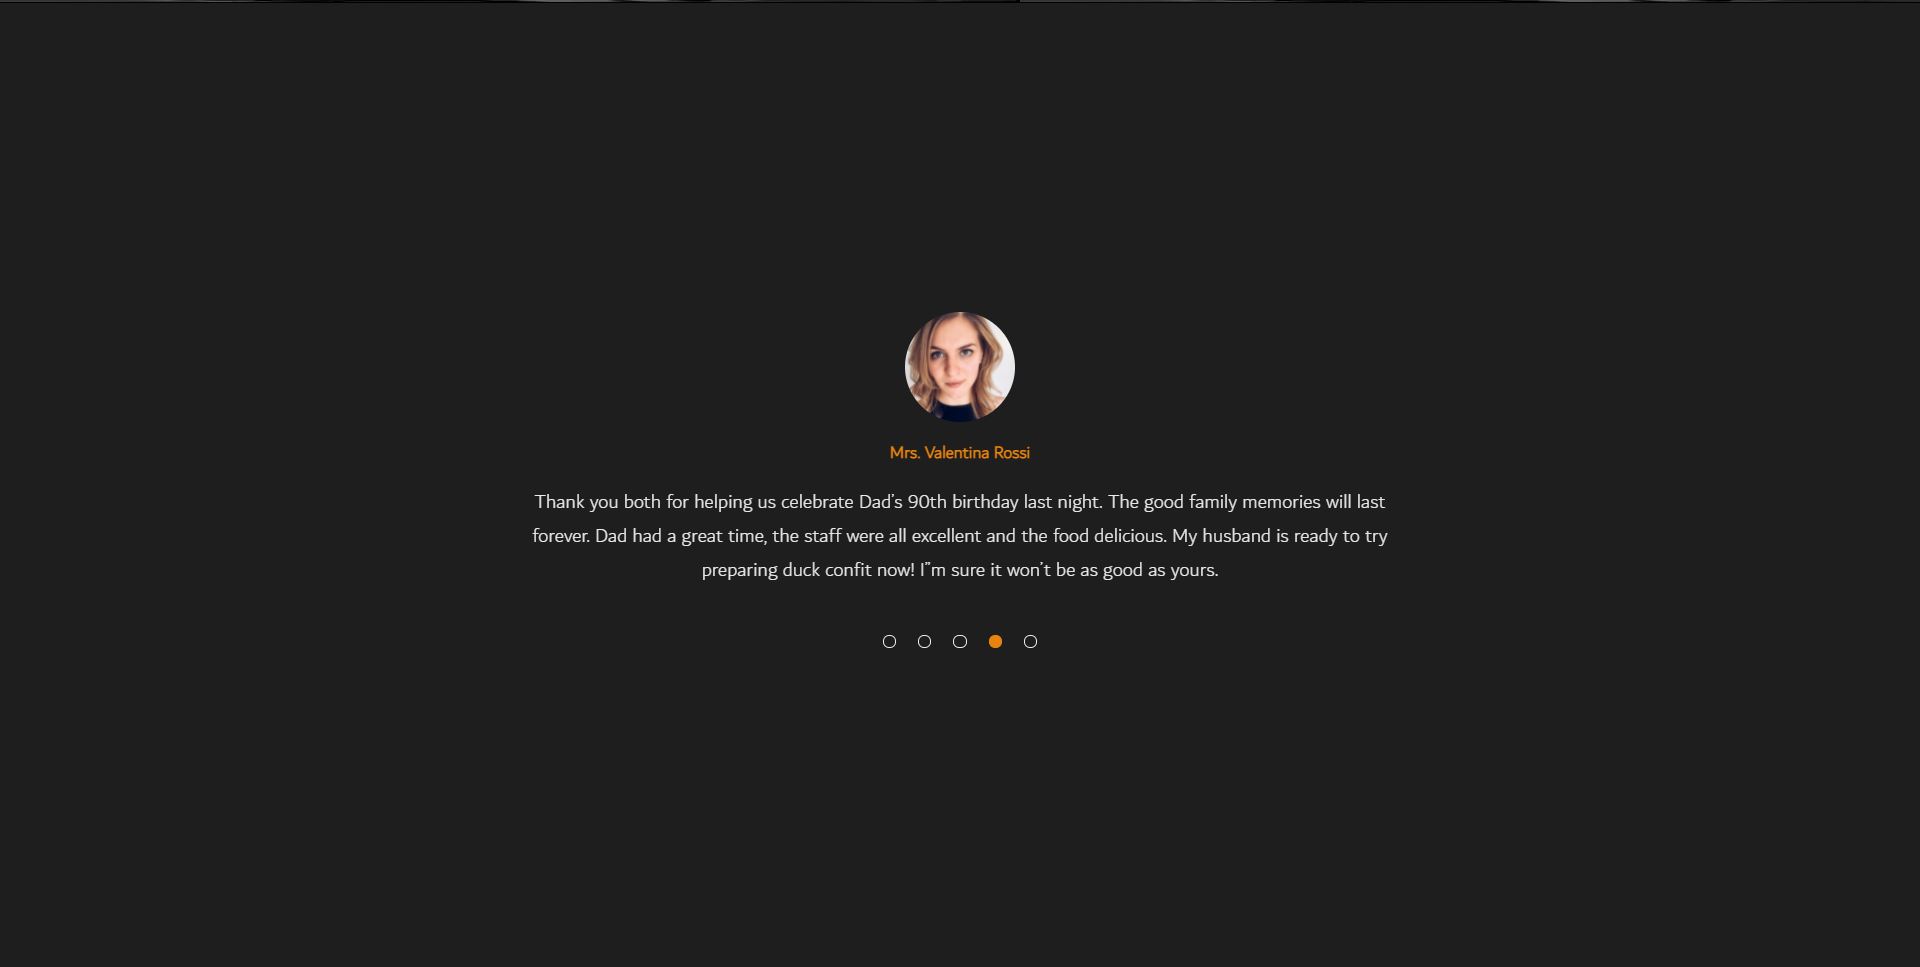 Mrs. Valentina Rossi
Thank you both for helping us celebrate Dad’s 90th birthday last night. The good family memories will last
forever. Dad had a great time, the staff were all excellent and the food delicious. My husband is ready to try
preparing duck confit now! I”m sure it won’t be as good as yours.